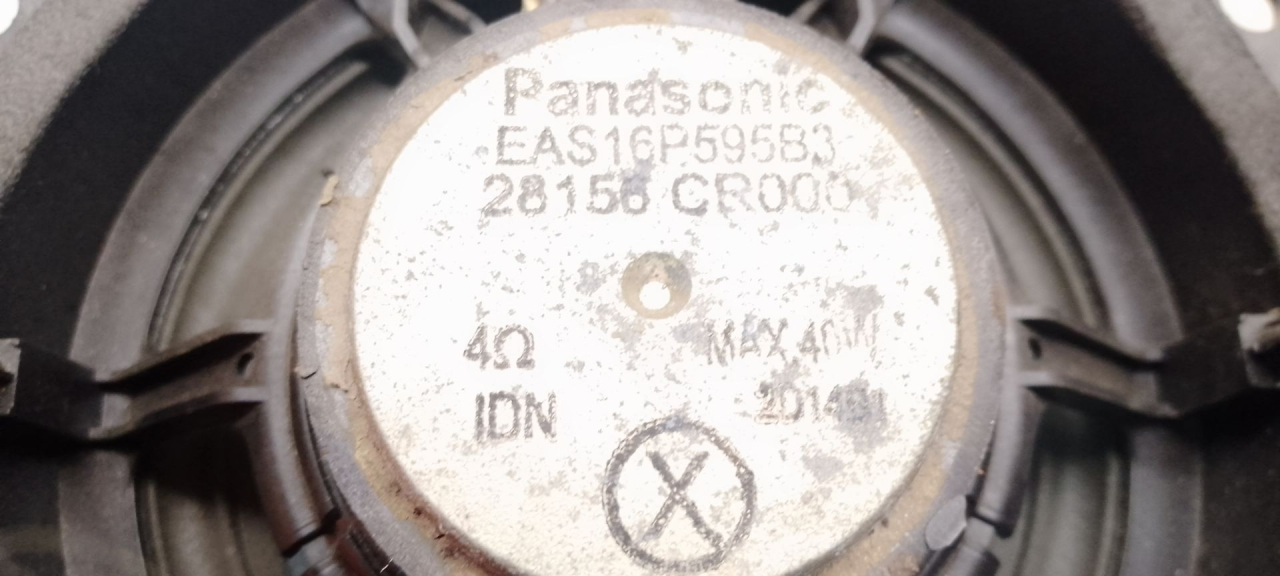 Panasonic
EAS16P595B3
28156 CR000
4Ω MAX.40W
IDN
X